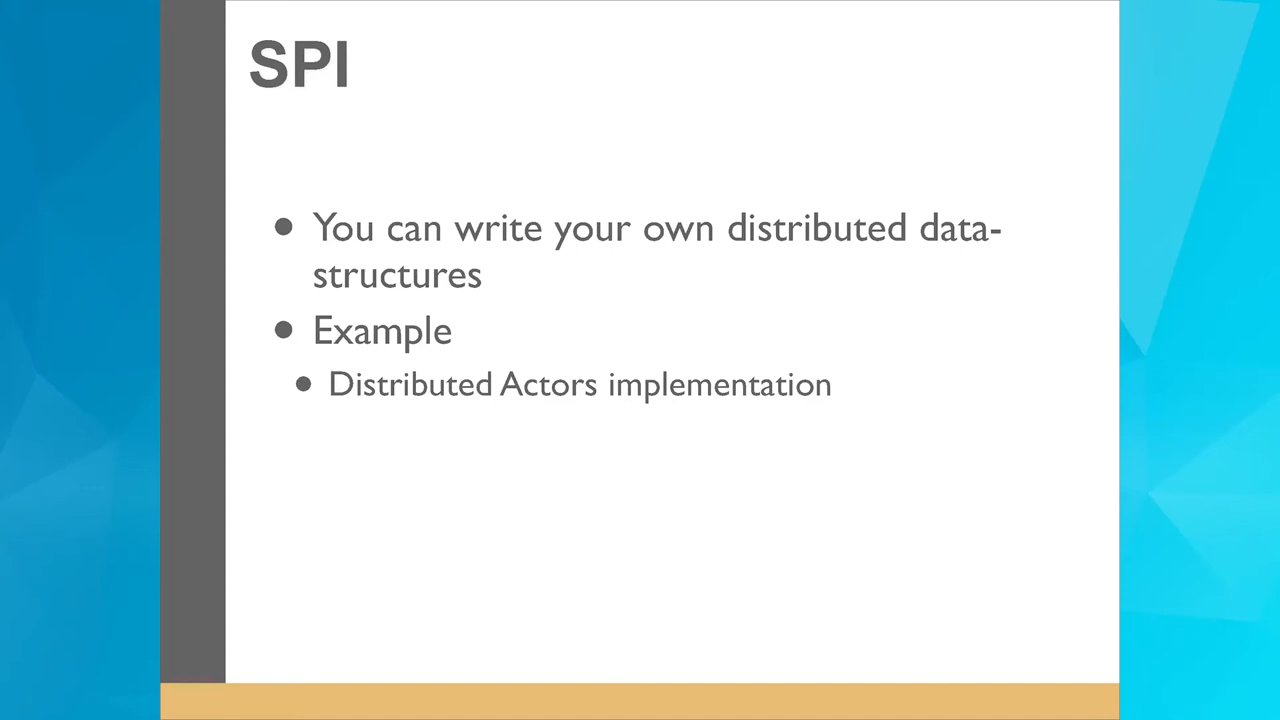 SPI
• You can write your own distributed data-
structures
• Example
• Distributed Actors implementation